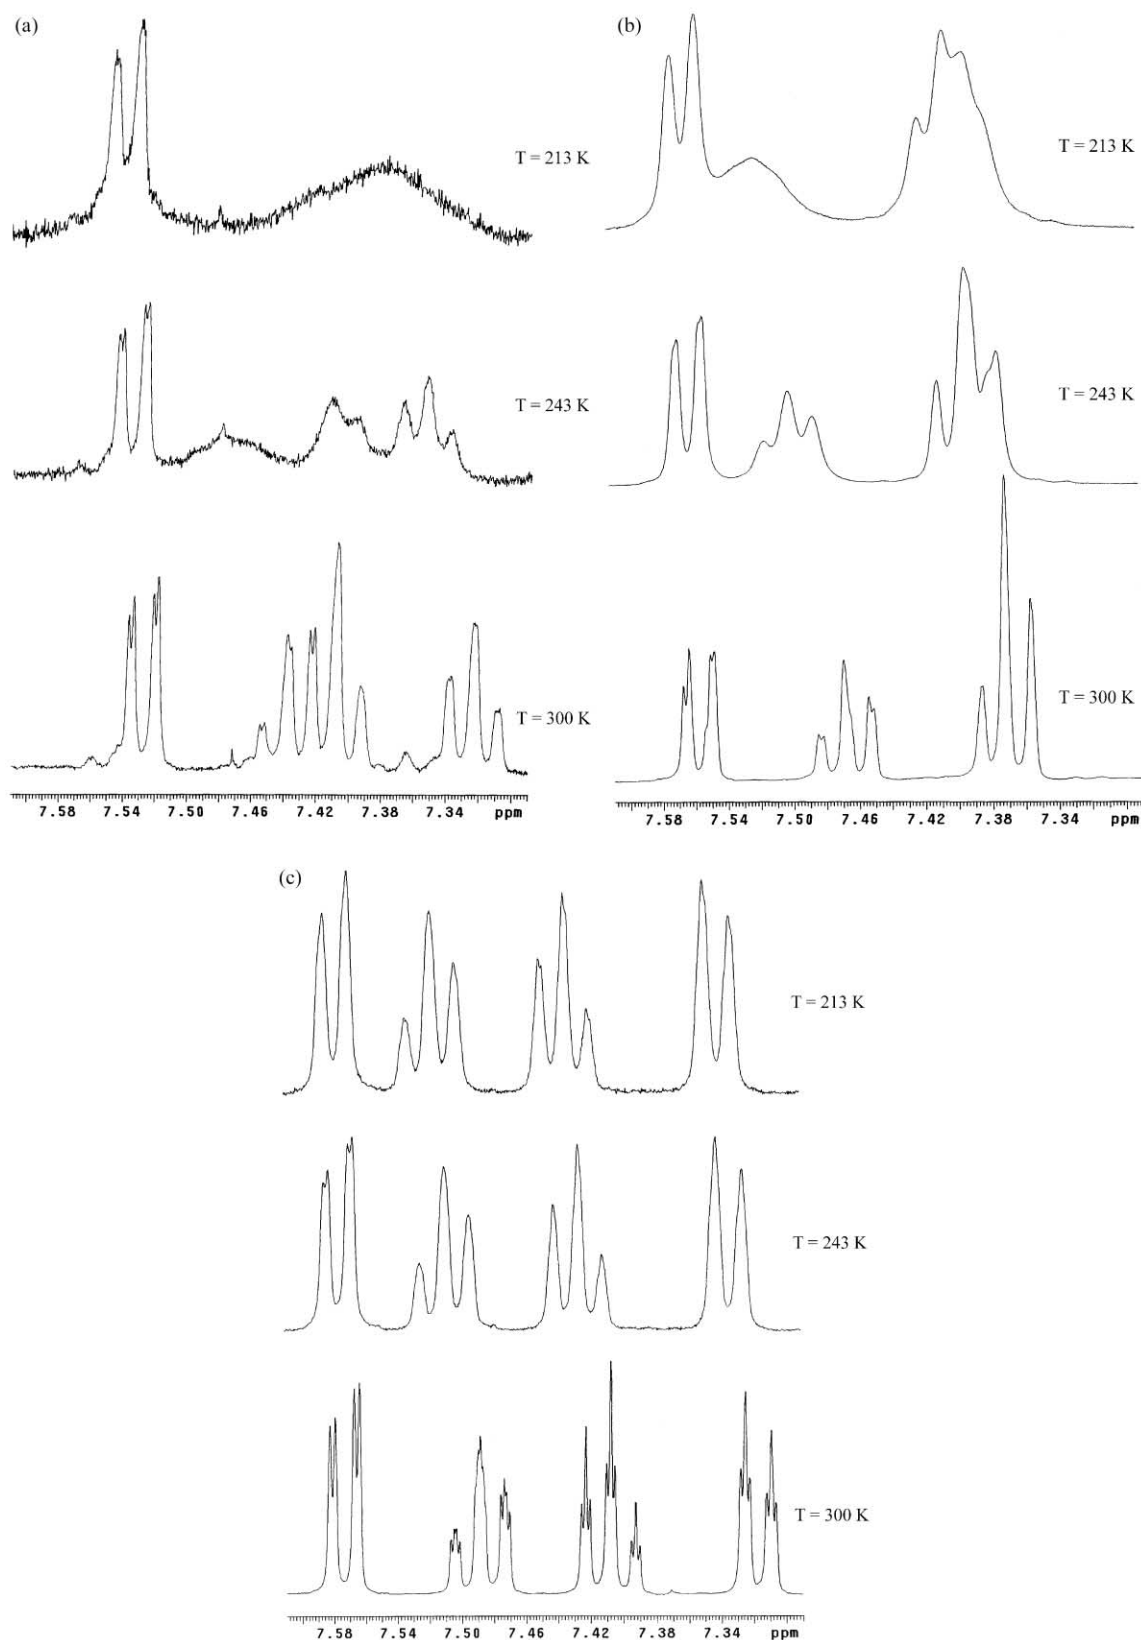 (a)
T = 213 K
T = 243 K
T = 300 K
7.58 7.54 7.50 7.46 7.42 7.38 7.34 ppm
(b)
T = 213 K
T = 243 K
T = 300 K
7.58 7.54 7.50 7.46 7.42 7.38 7.34 ppm
(c)
T = 213 K
T = 243 K
T = 300 K
7.58 7.54 7.50 7.46 7.42 7.38 7.34 ppm